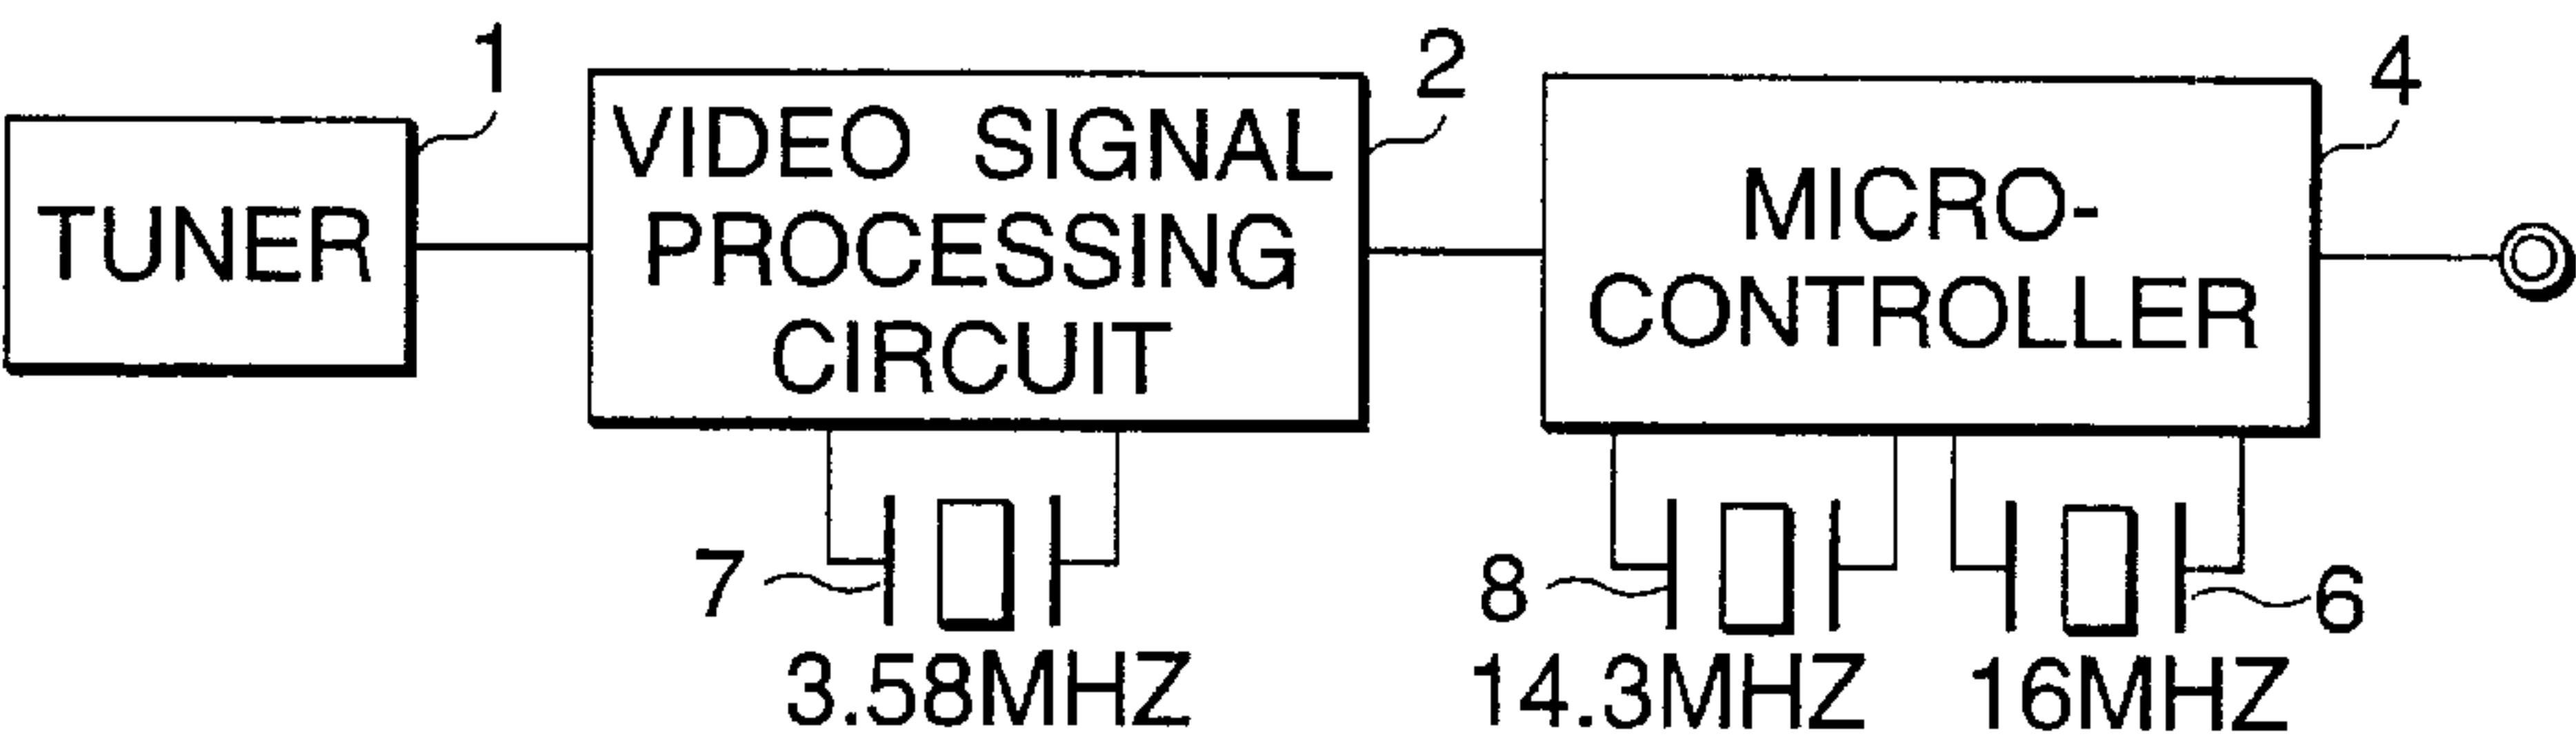 1
2
4
TUNER
VIDEO SIGNAL
PROCESSING
CIRCUIT
MICRO-
CONTROLLER
7
8
6
3.58MHZ
14.3MHZ
16MHZ